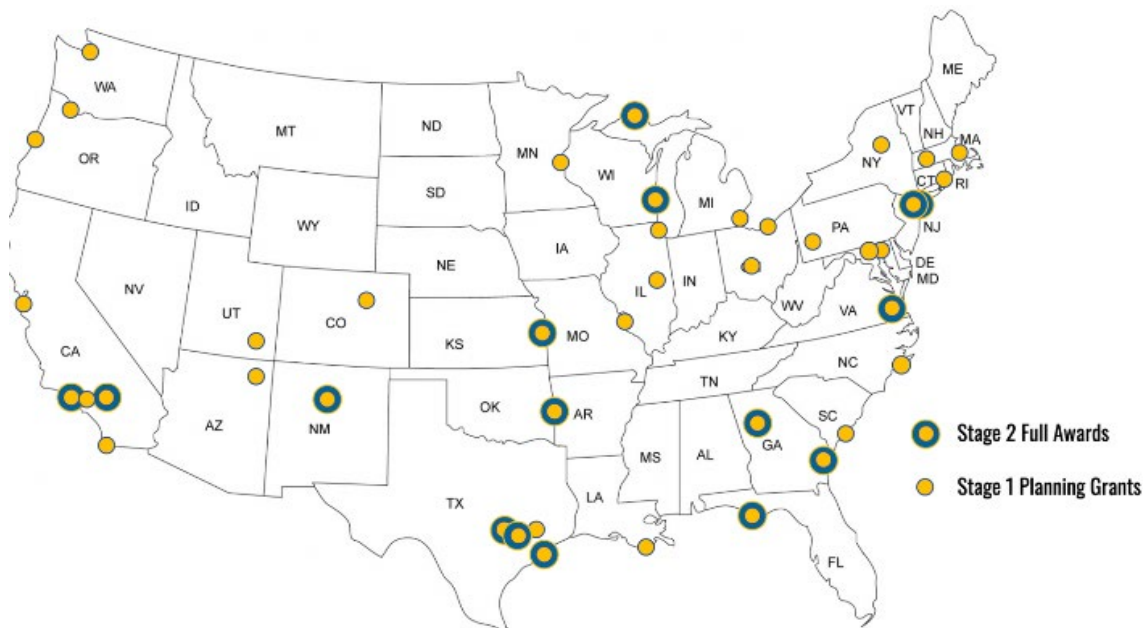 WA
MT
ND
MN
ME
VT
NH
MA
NY
OR
ID
SD
WI
MI
CT
RI
WY
IA
PA
NJ
NE
DE
MD
NV
UT
CO
IL
IN
WV
VA
CA
KS
MO
KY
NC
TN
AZ
NM
OK
AR
SC
MS
AL
GA
TX
LA
FL
Stage 2 Full Awards
Stage 1 Planning Grants